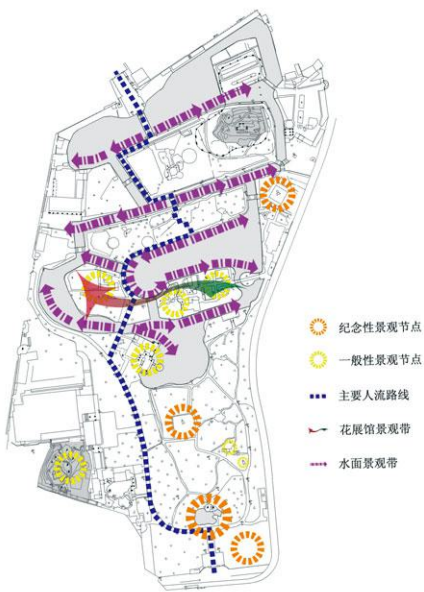 纪念性景观节点
一般性景观节点
主要人流路线
花展馆景观带
水面景观带